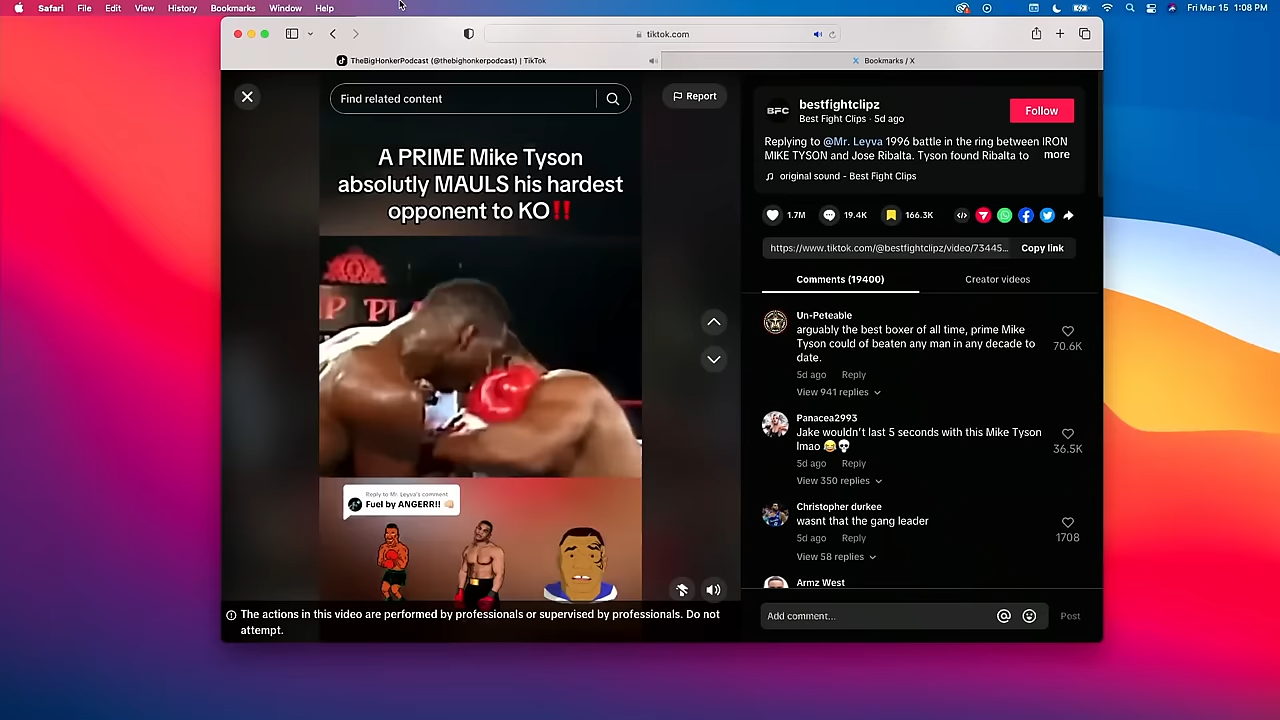 Safari File Edit View History Bookmarks Window Help
Fri Mar 15 1:08 PM
tiktok.com
TheBigHonkerPodcast (@thebighonkerpodcast) | TikTok
X Bookmarks / X
Find related content
Report
A PRIME Mike Tyson
absolutly MAULS his hardest
opponent to KO‼️
Reply to Mr. Leyva's comment
Fuel by ANGERR!! 👊🏻
The actions in this video are performed by professionals or supervised by professionals. Do not
attempt.
BFC
bestfightclipz
Best Fight Clips · 5d ago
Follow
Replying to @Mr. Leyva 1996 battle in the ring between IRON
MIKE TYSON and Jose Ribalta. Tyson found Ribalta to more
♫ original sound - Best Fight Clips
1.7M 19.4K 166.3K
https://www.tiktok.com/@bestfightclipz/video/73445... Copy link
Comments (19400) Creator videos
Un-Peteable
arguably the best boxer of all time, prime Mike
Tyson could of beaten any man in any decade to
date.
70.6K
5d ago Reply
View 941 replies
Panacea2993
Jake wouldn't last 5 seconds with this Mike Tyson
lmao 😂💀
36.5K
5d ago Reply
View 350 replies
Christopher durkee
wasnt that the gang leader
1708
5d ago Reply
View 58 replies
Armz West
Add comment... Post